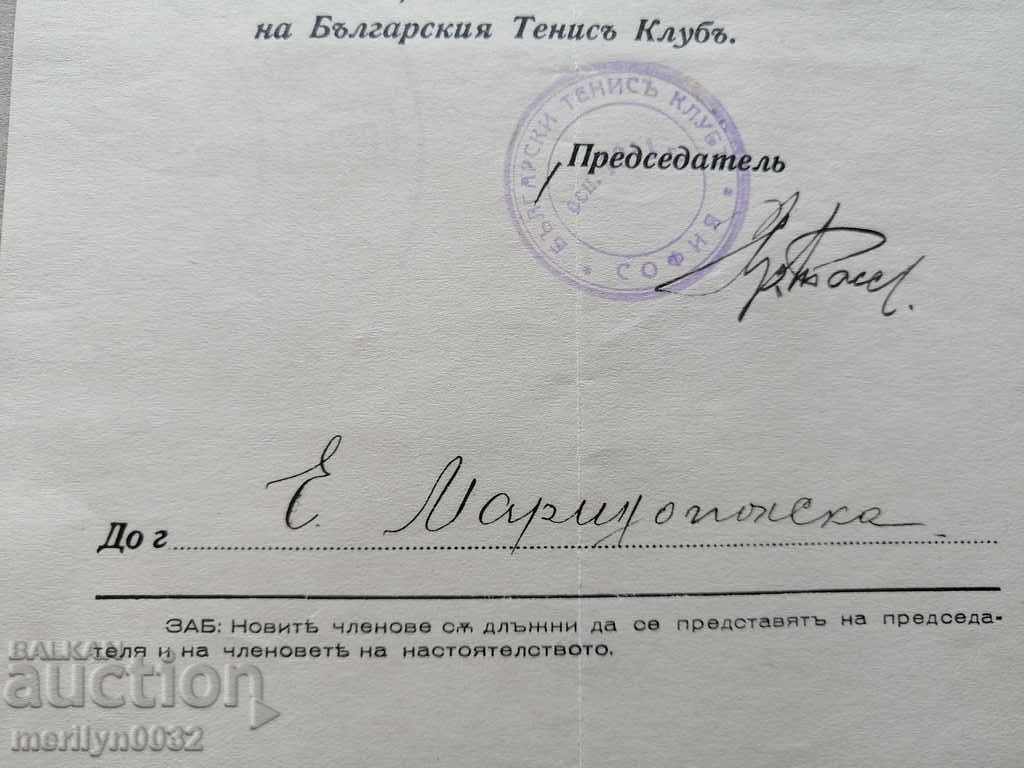 на Българския Тенисъ Клубъ.
БЪЛГАРСКИ ТЕНИСЪ КЛУБЪ * СОФИЯ *
осн.
Председатель
До г Е.
ЗАБ: Новитѣ членове сѫ длъжни да се представятъ на председа-
теля и на членоветѣ на настоятелството.
BALKAN
auction
merilyn0032